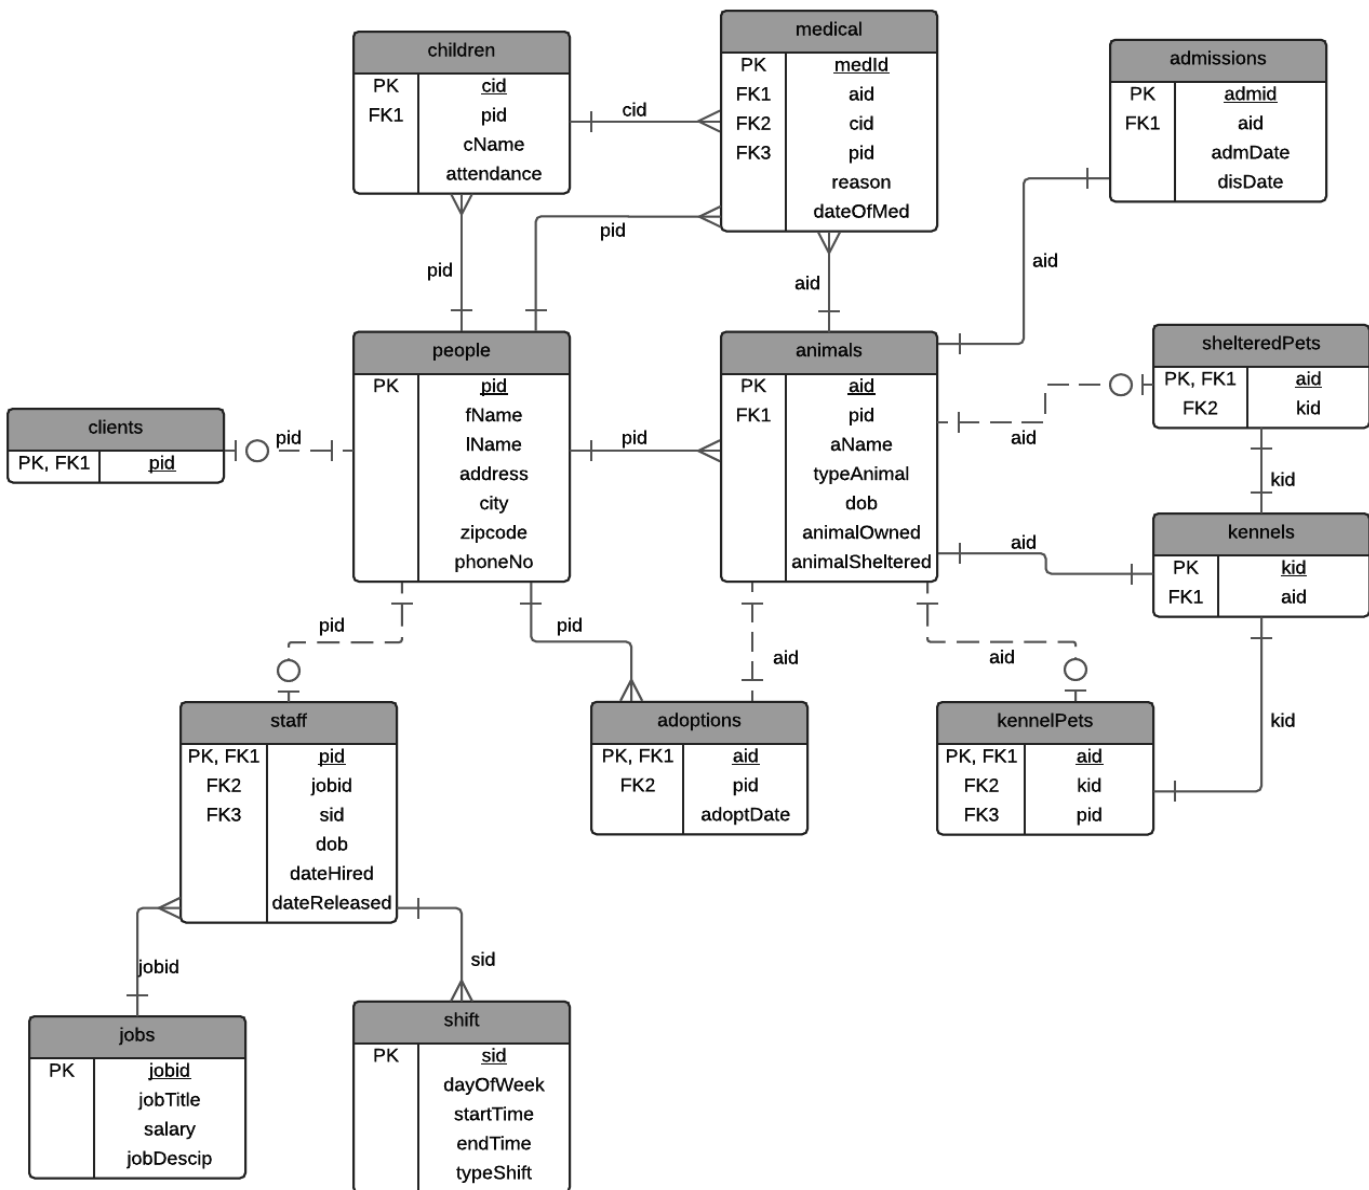 children
PK cid
FK1 pid
cName
attendance
cid
medical
PK medId
FK1 aid
FK2 cid
FK3 pid
reason
dateOfMed
admissions
PK admid
FK1 aid
admDate
disDate
pid
pid
aid
aid
people
PK pid
fName
lName
address
city
zipcode
phoneNo
pid
animals
PK aid
FK1 pid
aName
typeAnimal
dob
animalOwned
animalSheltered
aid
shelteredPets
PK, FK1 aid
FK2 kid
clients
PK, FK1 pid
pid
kid
aid
kennels
PK kid
FK1 aid
pid
pid
aid
aid
kid
staff
PK, FK1 pid
FK2 jobid
FK3 sid
dob
dateHired
dateReleased
adoptions
PK, FK1 aid
FK2 pid
adoptDate
kennelPets
PK, FK1 aid
FK2 kid
FK3 pid
jobid
sid
jobs
PK jobid
jobTitle
salary
jobDescip
shift
PK sid
dayOfWeek
startTime
endTime
typeShift